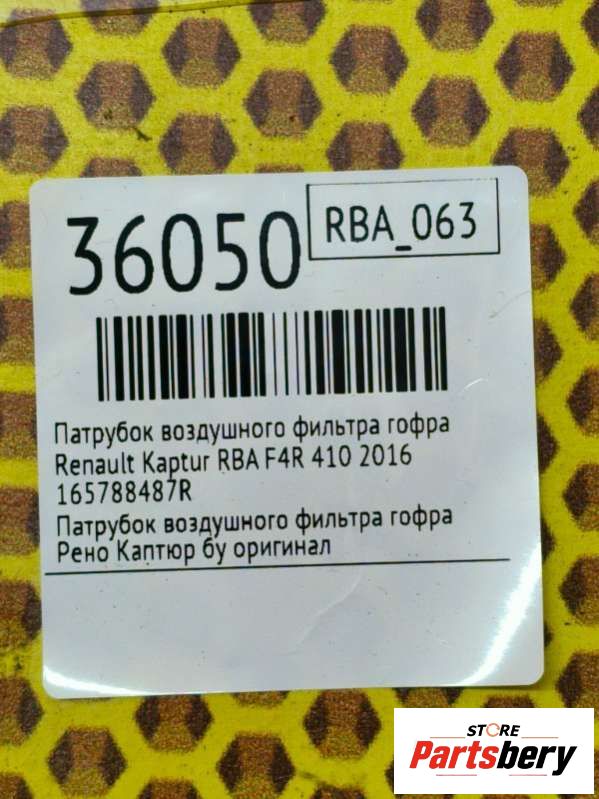 36050
RBA_063
Патрубок воздушного фильтра гофра
Renault Kaptur RBA F4R 410 2016
165788487R
Патрубок воздушного фильтра гофра
Рено Каптюр бу оригинал
STORE
Partsbery